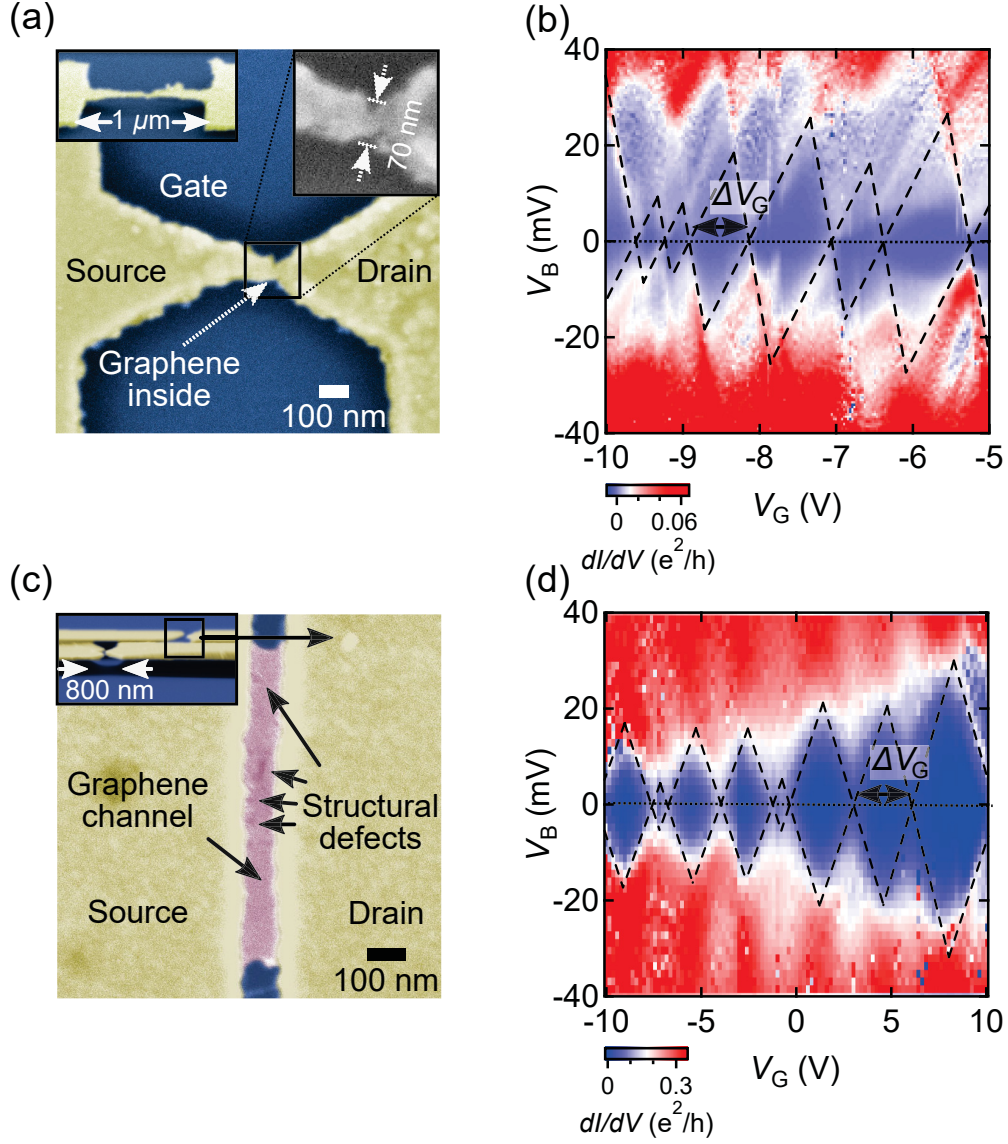 (a)
1 μm
70 nm
Gate
Source
Drain
Graphene
inside
100 nm
(b)
40
20
0
-20
-40
V_B (mV)
ΔV_G
-10
-9
-8
-7
-6
-5
V_G (V)
0
0.06
dI/dV (e²/h)
(c)
800 nm
Graphene
channel
Structural
defects
Source
Drain
100 nm
(d)
40
20
0
-20
-40
V_B (mV)
ΔV_G
-10
-5
0
5
10
V_G (V)
0
0.3
dI/dV (e²/h)